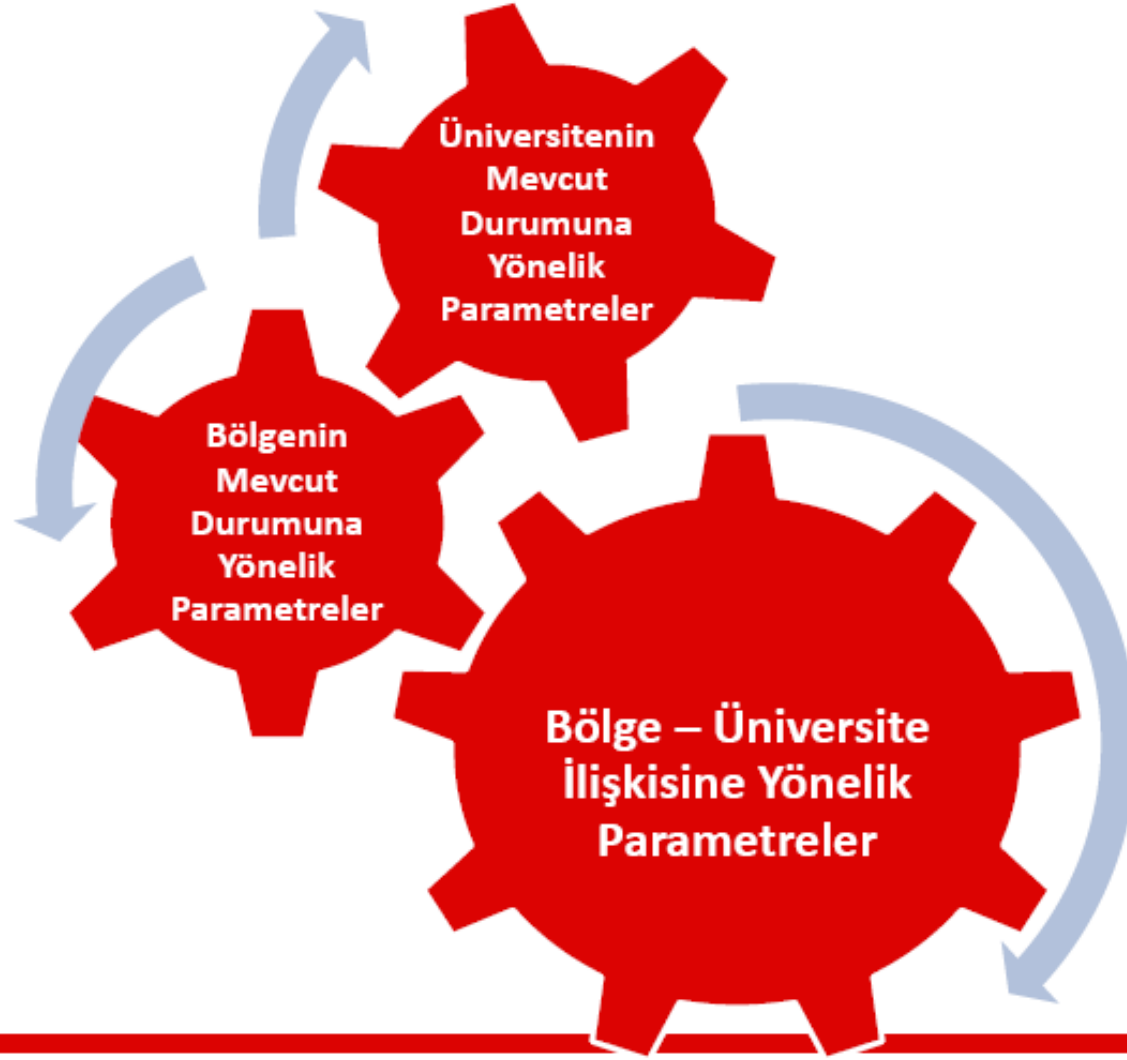 Üniversitenin
Mevcut
Durumuna
Yönelik
Parametreler
Bölgenin
Mevcut
Durumuna
Yönelik
Parametreler
Bölge – Üniversite
İlişkisine Yönelik
Parametreler